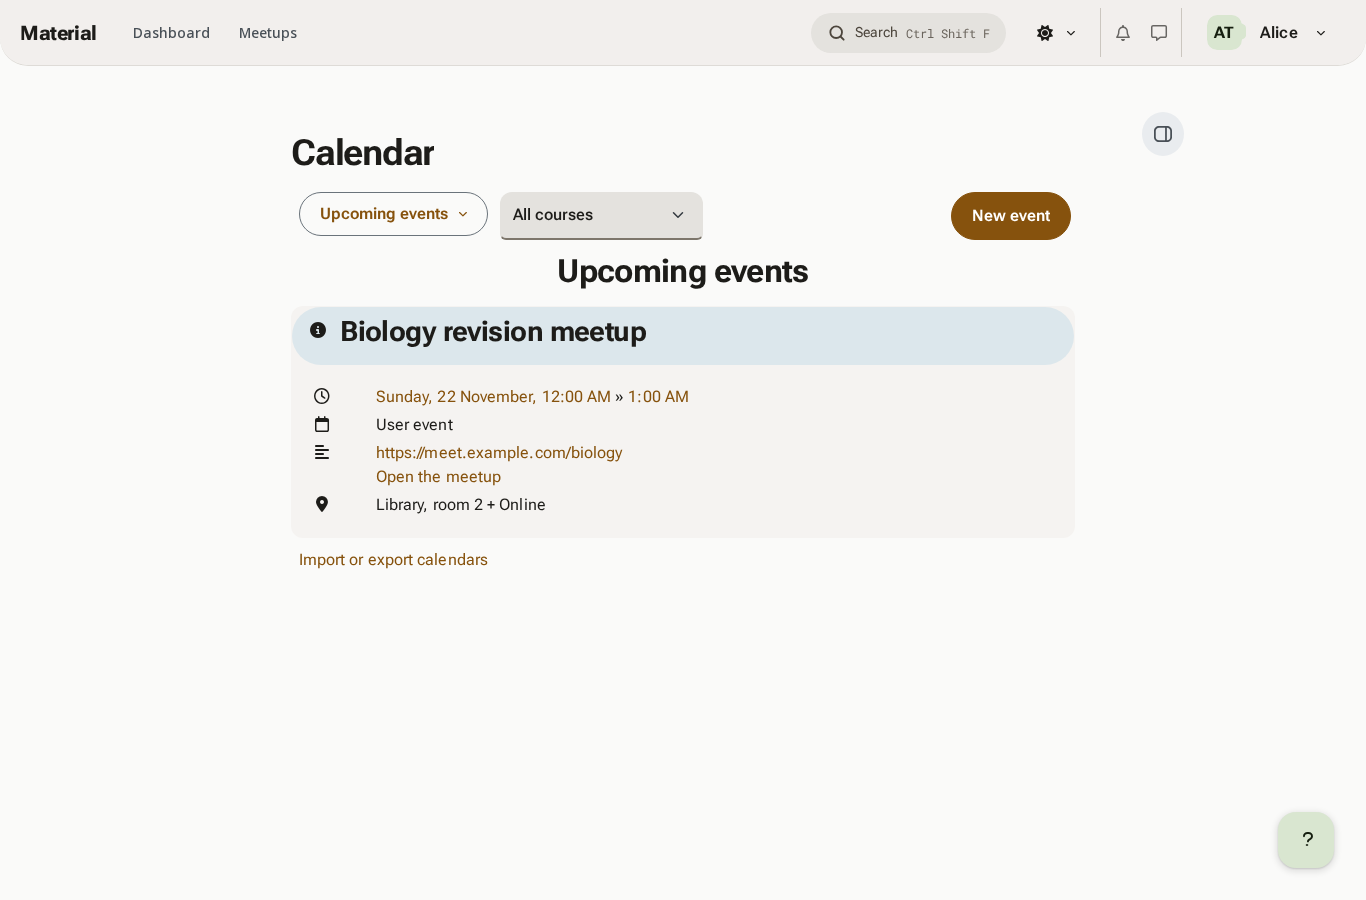 Material
Dashboard
Meetups
Search Ctrl Shift F
AT
Alice
Calendar
Upcoming events
All courses
New event
Upcoming events
Biology revision meetup
Sunday, 22 November, 12:00 AM » 1:00 AM
User event
https://meet.example.com/biology
Open the meetup
Library, room 2 + Online
Import or export calendars
?